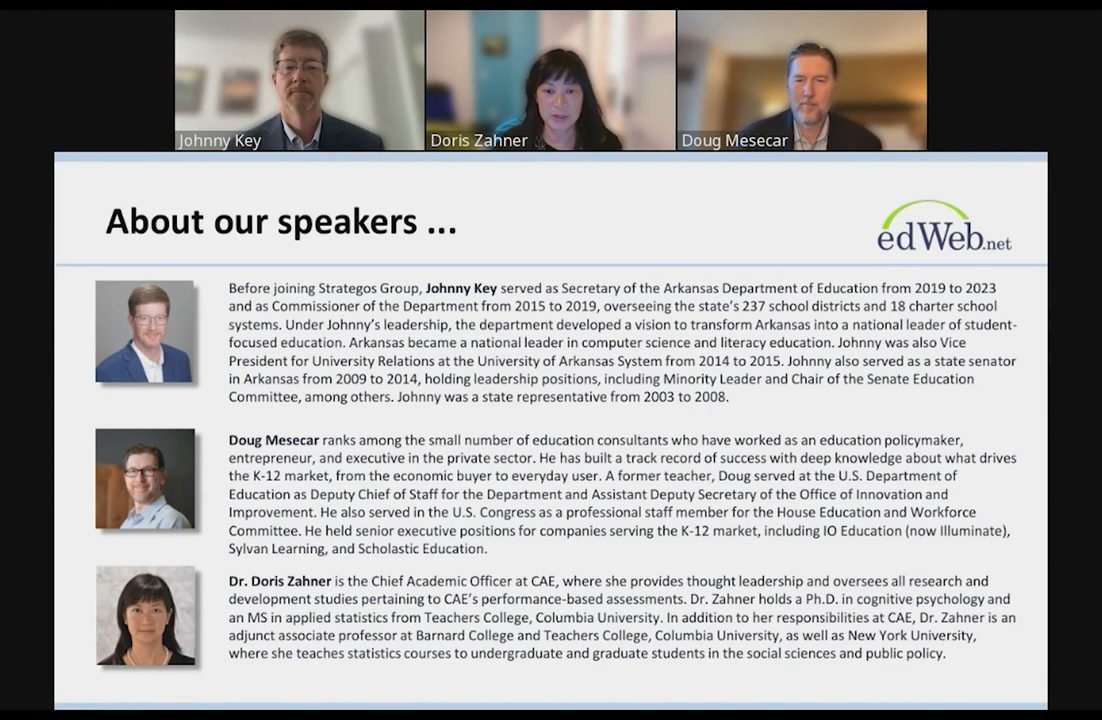 Johnny Key
Doris Zahner
Doug Mesecar
About our speakers ...
edWeb.net
Before joining Strategos Group, Johnny Key served as Secretary of the Arkansas Department of Education from 2019 to 2023
and as Commissioner of the Department from 2015 to 2019, overseeing the state's 237 school districts and 18 charter school
systems. Under Johnny's leadership, the department developed a vision to transform Arkansas into a national leader of student-
focused education. Arkansas became a national leader in computer science and literacy education. Johnny was also Vice
President for University Relations at the University of Arkansas System from 2014 to 2015. Johnny also served as a state senator
in Arkansas from 2009 to 2014, holding leadership positions, including Minority Leader and Chair of the Senate Education
Committee, among others. Johnny was a state representative from 2003 to 2008.
Doug Mesecar ranks among the small number of education consultants who have worked as an education policymaker,
entrepreneur, and executive in the private sector. He has built a track record of success with deep knowledge about what drives
the K-12 market, from the economic buyer to everyday user. A former teacher, Doug served at the U.S. Department of
Education as Deputy Chief of Staff for the Department and Assistant Deputy Secretary of the Office of Innovation and
Improvement. He also served in the U.S. Congress as a professional staff member for the House Education and Workforce
Committee. He held senior executive positions for companies serving the K-12 market, including IO Education (now Illuminate),
Sylvan Learning, and Scholastic Education.
Dr. Doris Zahner is the Chief Academic Officer at CAE, where she provides thought leadership and oversees all research and
development studies pertaining to CAE's performance-based assessments. Dr. Zahner holds a Ph.D. in cognitive psychology and
an MS in applied statistics from Teachers College, Columbia University. In addition to her responsibilities at CAE, Dr. Zahner is an
adjunct associate professor at Barnard College and Teachers College, Columbia University, as well as New York University,
where she teaches statistics courses to undergraduate and graduate students in the social sciences and public policy.